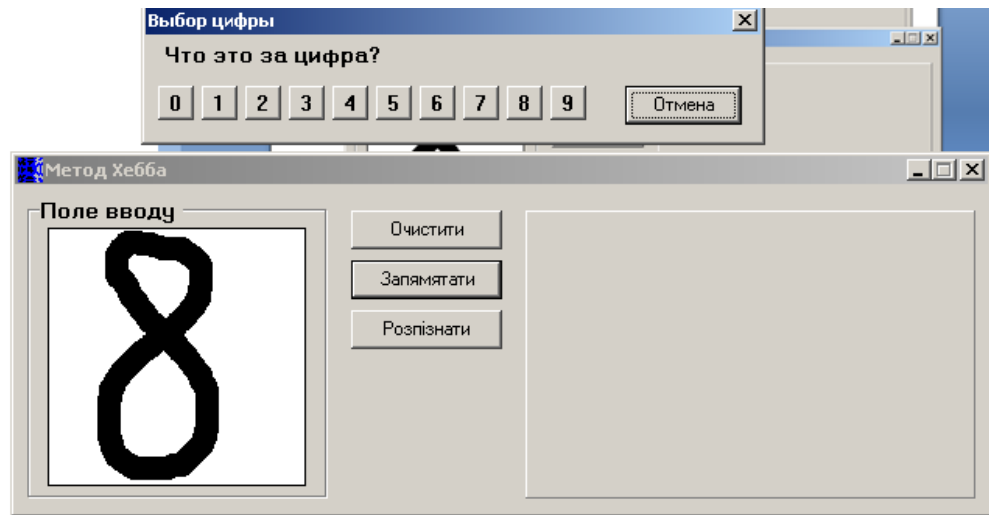 Выбор цифры
Что это за цифра?
0 1 2 3 4 5 6 7 8 9 Отмена
Метод Хебба
Поле вводу
Очистити
Запямятати
Розпізнати
8